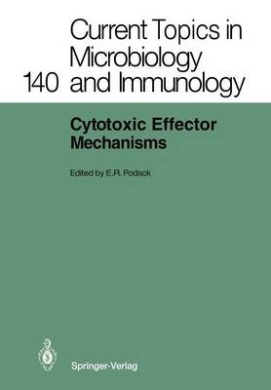 Current Topics in
140 Microbiology
and Immunology
Cytotoxic Effector
Mechanisms
Edited by E.R. Podack
Springer-Verlag